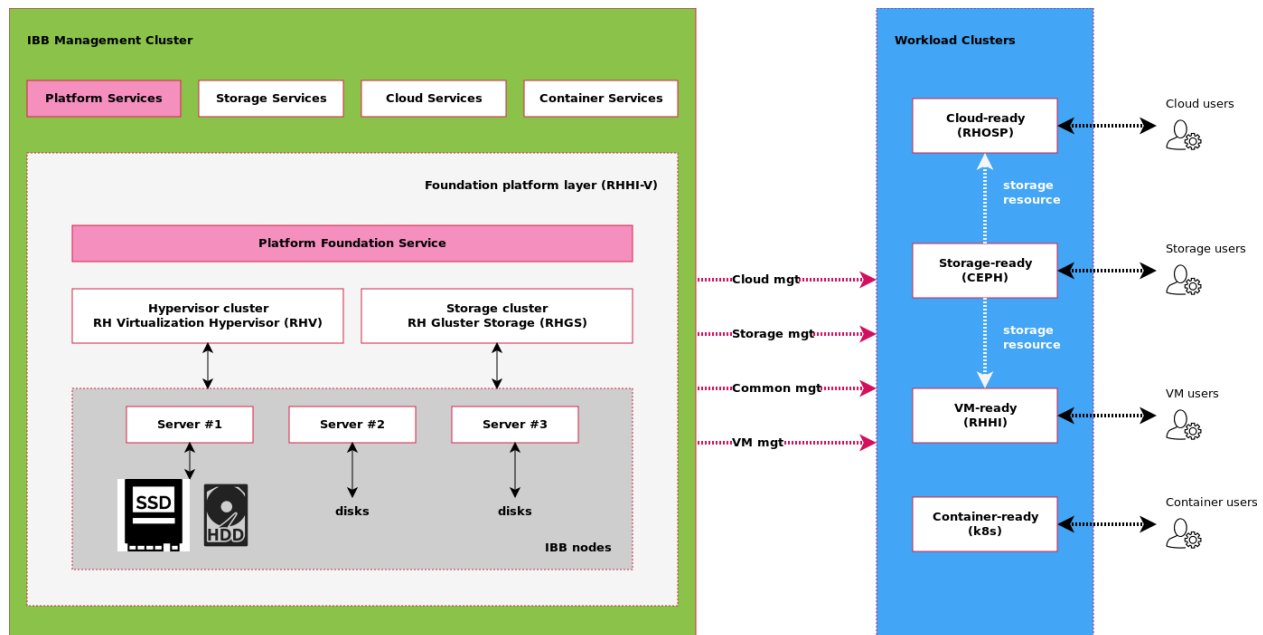 IBB Management Cluster
Platform Services
Storage Services
Cloud Services
Container Services
Foundation platform layer (RHHI-V)
Platform Foundation Service
Hypervisor cluster
RH Virtualization Hypervisor (RHV)
Storage cluster
RH Gluster Storage (RHGS)
Server #1
Server #2
Server #3
SSD
HDD
disks
disks
IBB nodes
Cloud mgt
Storage mgt
Common mgt
VM mgt
Workload Clusters
Cloud-ready
(RHOSP)
storage
resource
Storage-ready
(CEPH)
storage
resource
VM-ready
(RHHI)
Container-ready
(k8s)
Cloud users
Storage users
VM users
Container users